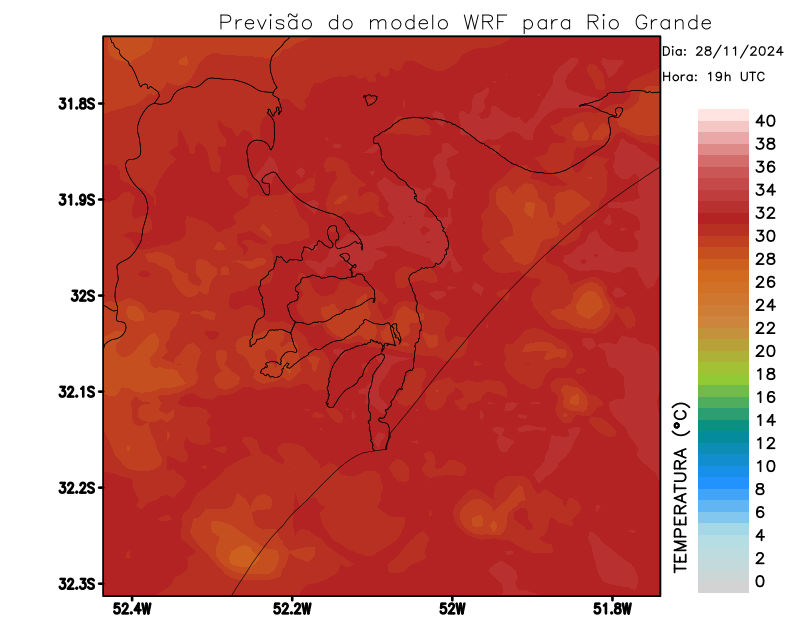 Previsão do modelo WRF para Rio Grande
Dia: 28/11/2024
Hora: 19h UTC
31.8S
31.9S
32S
32.1S
32.2S
32.3S
52.4W
52.2W
52W
51.8W
TEMPERATURA (°C)
40
38
36
34
32
30
28
26
24
22
20
18
16
14
12
10
8
6
4
2
0